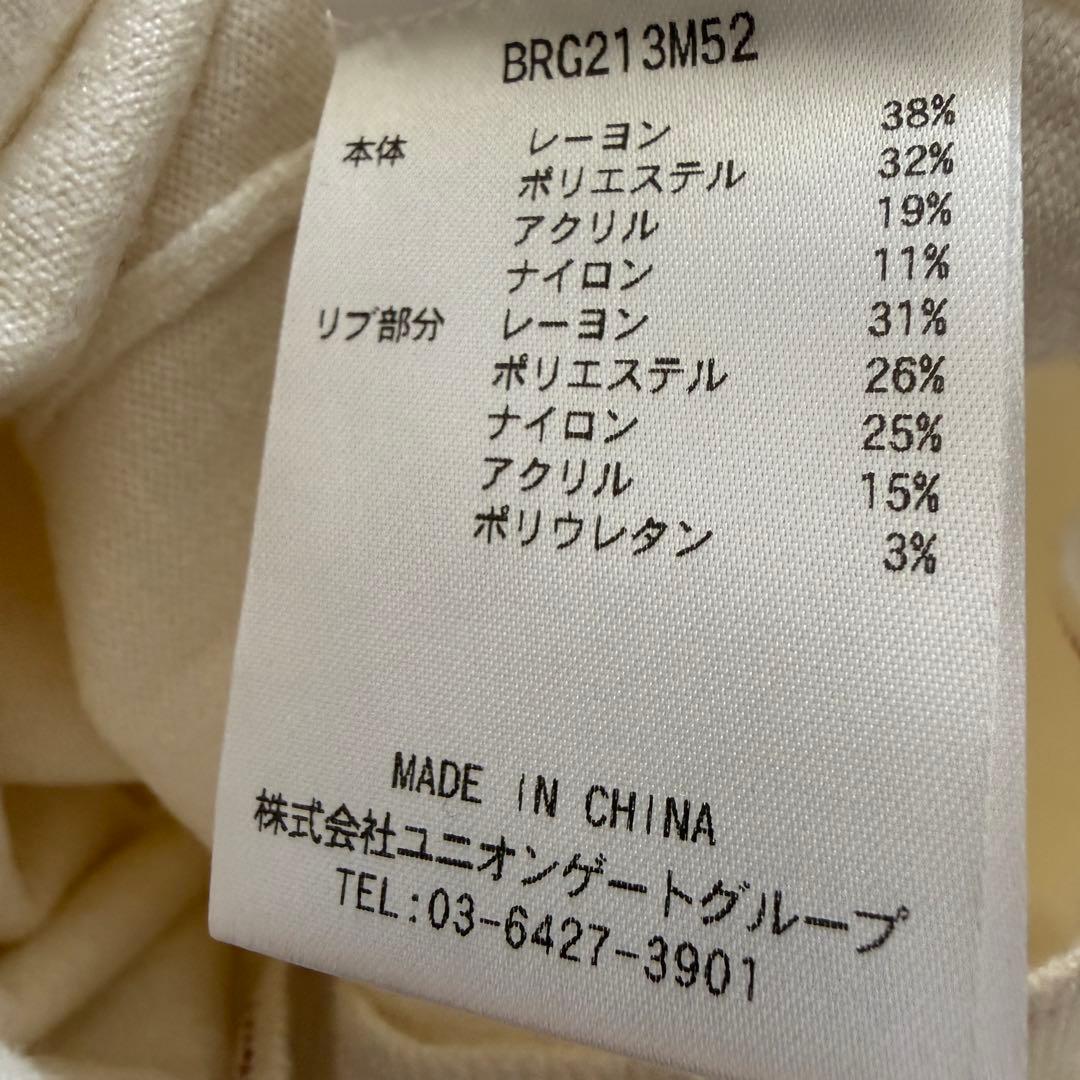 BRG213M52
本体 レーヨン 38%
ポリエステル 32%
アクリル 19%
ナイロン 11%
リブ部分 レーヨン 31%
ポリエステル 26%
ナイロン 25%
アクリル 15%
ポリウレタン 3%
MADE IN CHINA
株式会社ユニオンゲートグループ
TEL:03-6427-3901